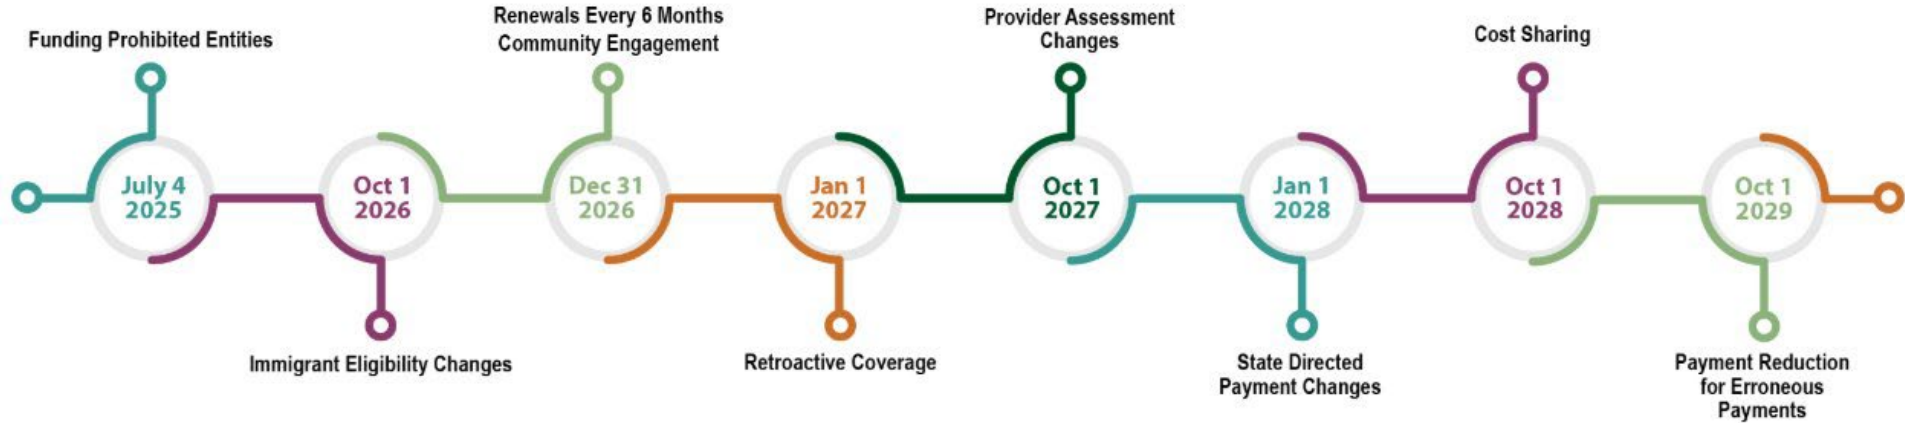 Funding Prohibited Entities
July 4
2025
Oct 1
2026
Immigrant Eligibility Changes
Renewals Every 6 Months
Community Engagement
Dec 31
2026
Jan 1
2027
Retroactive Coverage
Provider Assessment
Changes
Oct 1
2027
Jan 1
2028
State Directed
Payment Changes
Cost Sharing
Oct 1
2028
Oct 1
2029
Payment Reduction
for Erroneous
Payments